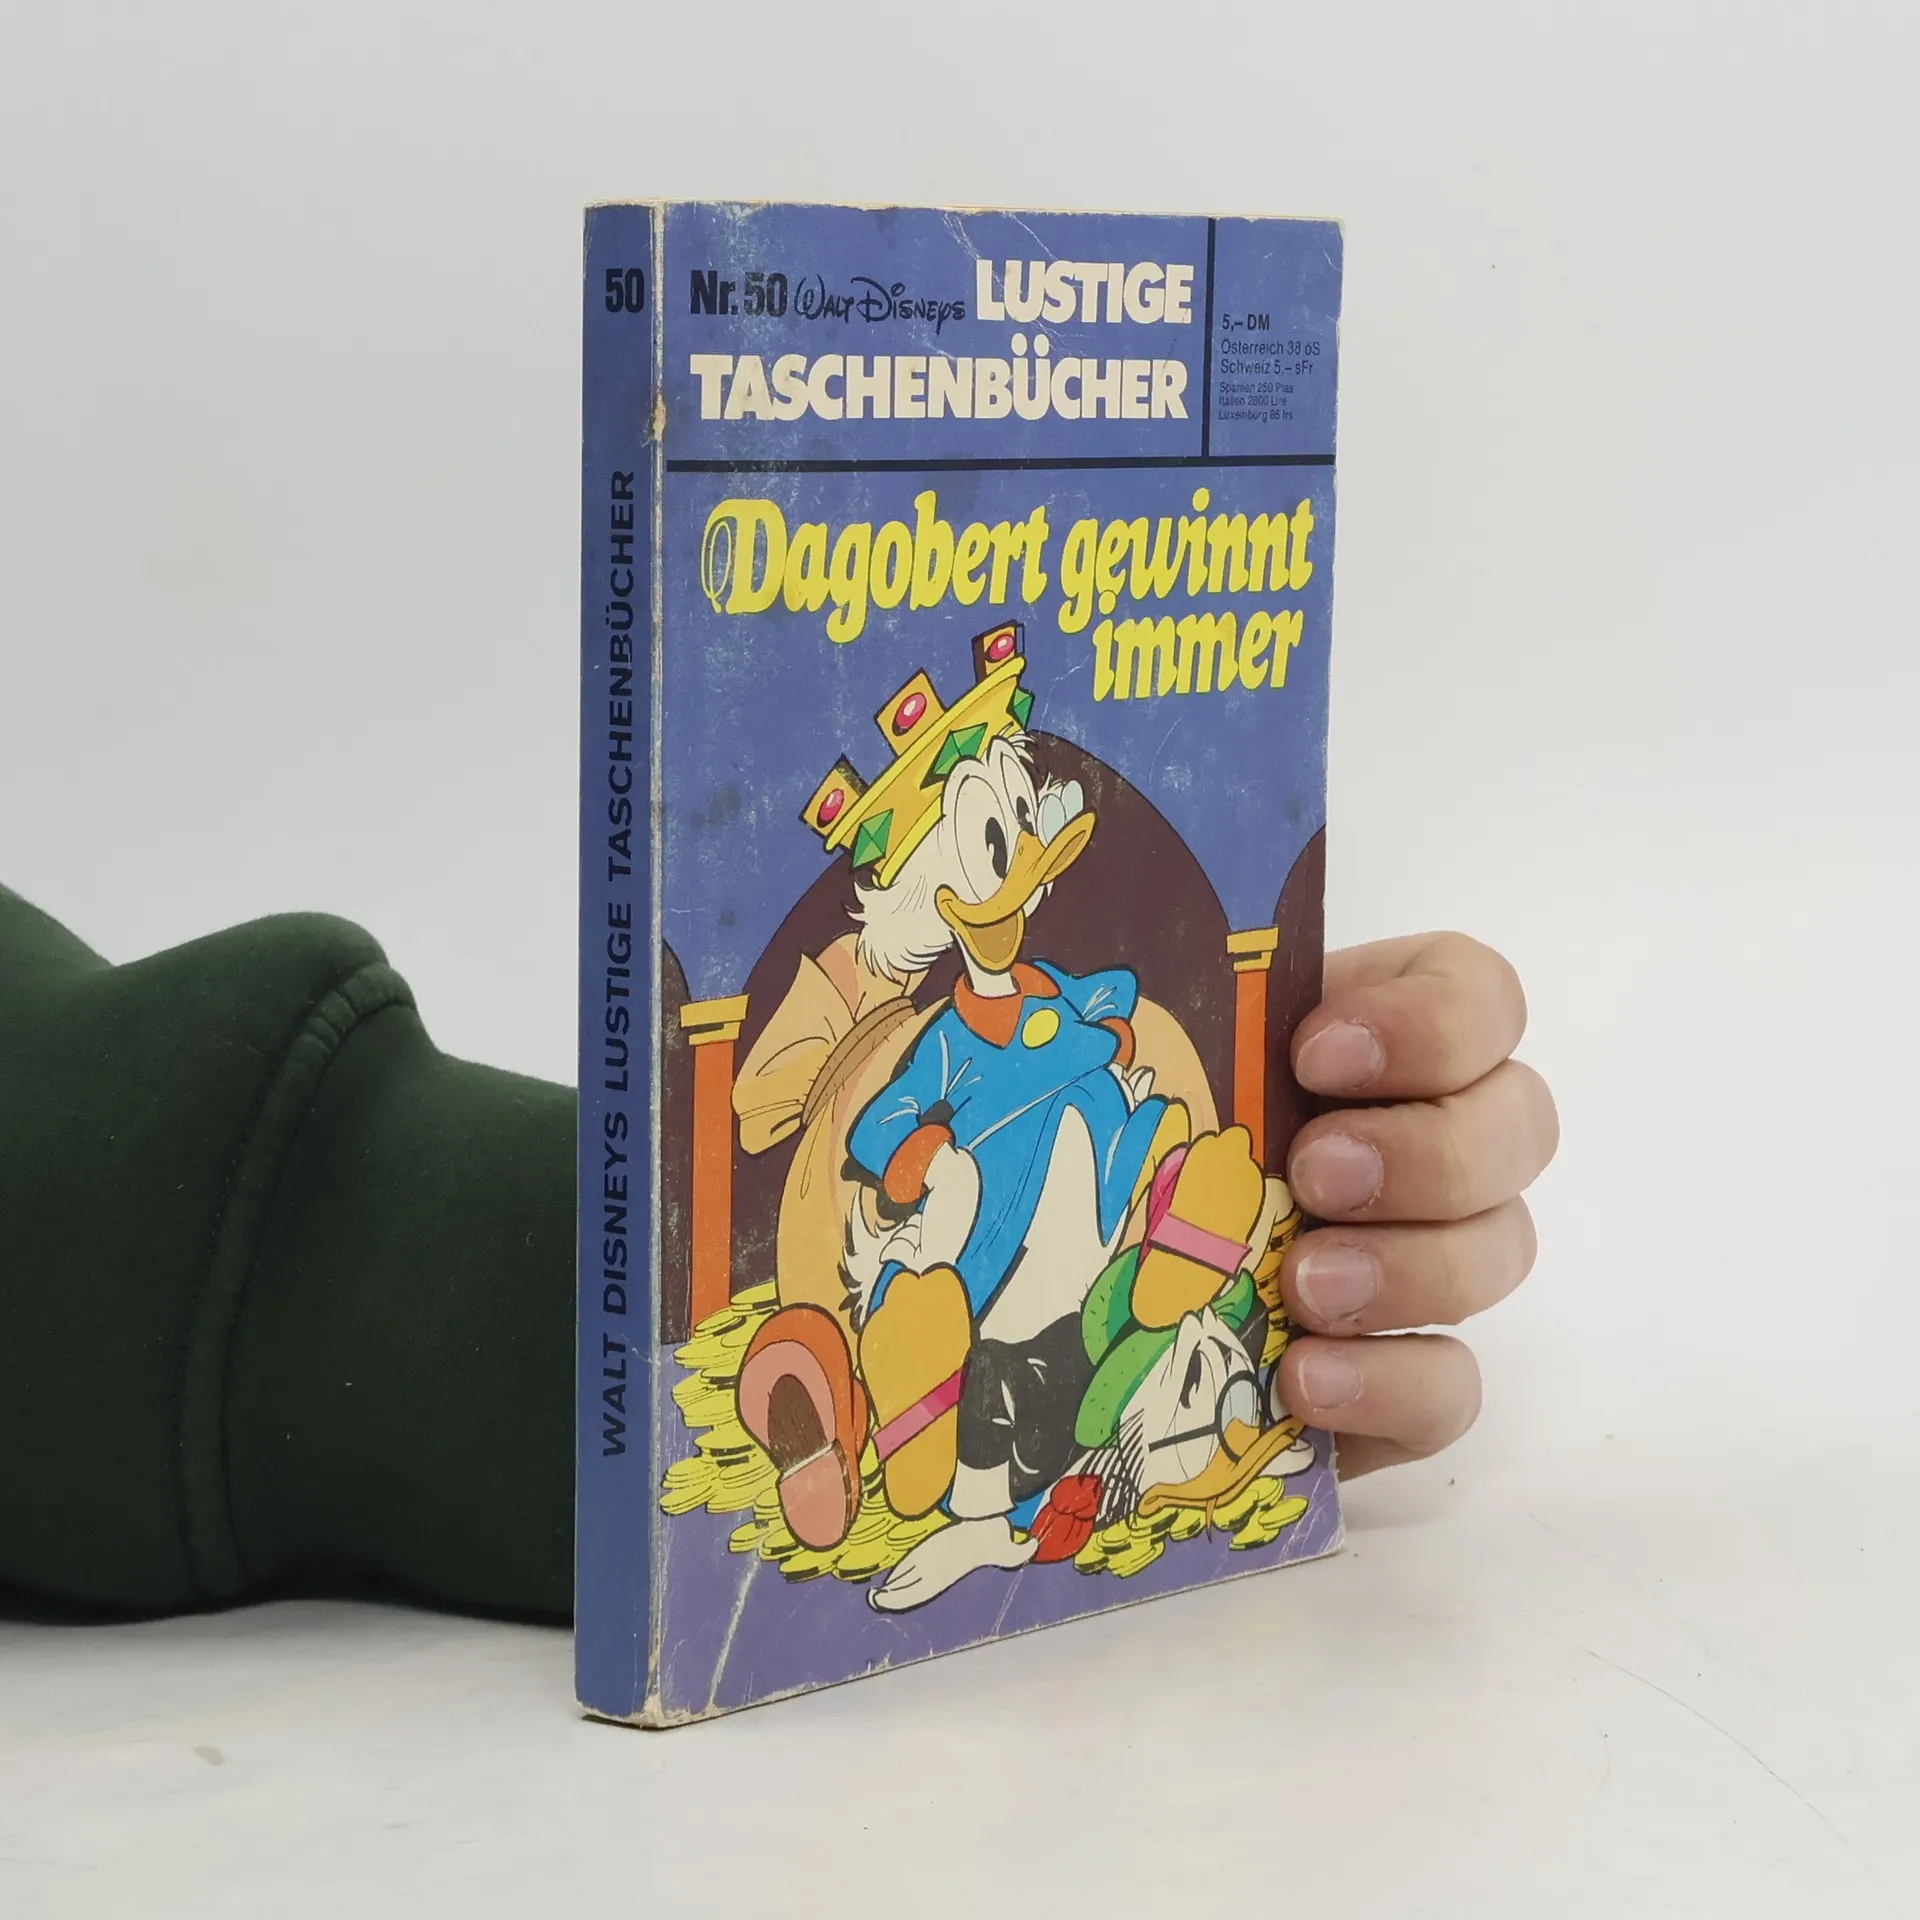 50
WALT DISNEYS LUSTIGE TASCHENBÜCHER
Nr. 50 Walt Disneys LUSTIGE
TASCHENBÜCHER
5,– DM
Österreich 38 öS
Schweiz 5,– sFr
Spanien 250 Ptas
Italien 2800 Lire
Luxemburg 85 frs
Dagobert gewinnt
immer